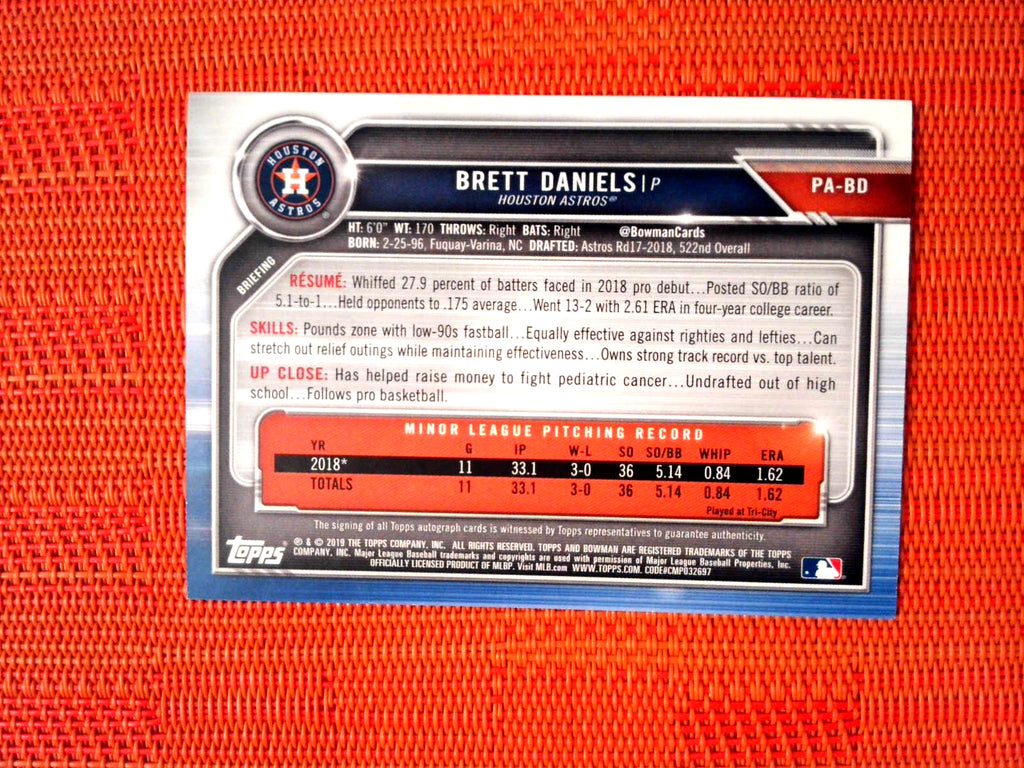 HOUSTON
H
ASTROS ®
BRETT DANIELS | P
HOUSTON ASTROS®
PA-BD
HT: 6'0" WT: 170 THROWS: Right BATS: Right @BowmanCards
BORN: 2-25-96, Fuquay-Varina, NC DRAFTED: Astros Rd17-2018, 522nd Overall
BRIEFING
RÉSUMÉ: Whiffed 27.9 percent of batters faced in 2018 pro debut...Posted SO/BB ratio of
5.1-to-1...Held opponents to .175 average...Went 13-2 with 2.61 ERA in four-year college career.
SKILLS: Pounds zone with low-90s fastball...Equally effective against righties and lefties...Can
stretch out relief outings while maintaining effectiveness...Owns strong track record vs. top talent.
UP CLOSE: Has helped raise money to fight pediatric cancer...Undrafted out of high
school...Follows pro basketball.
MINOR LEAGUE PITCHING RECORD
YR G IP W-L SO SO/BB WHIP ERA
2018* 11 33.1 3-0 36 5.14 0.84 1.62
TOTALS 11 33.1 3-0 36 5.14 0.84 1.62
Played at Tri-City
The signing of all Topps autograph cards is witnessed by Topps representatives to guarantee authenticity.
Topps ® & © 2019 THE TOPPS COMPANY, INC. ALL RIGHTS RESERVED. TOPPS AND BOWMAN ARE REGISTERED TRADEMARKS OF THE TOPPS
COMPANY, INC. Major League Baseball trademarks and copyrights are used with permission of Major League Baseball Properties, Inc.
OFFICIALLY LICENSED PRODUCT OF MLBP. Visit MLB.com WWW.TOPPS.COM. CODE#CMP032697